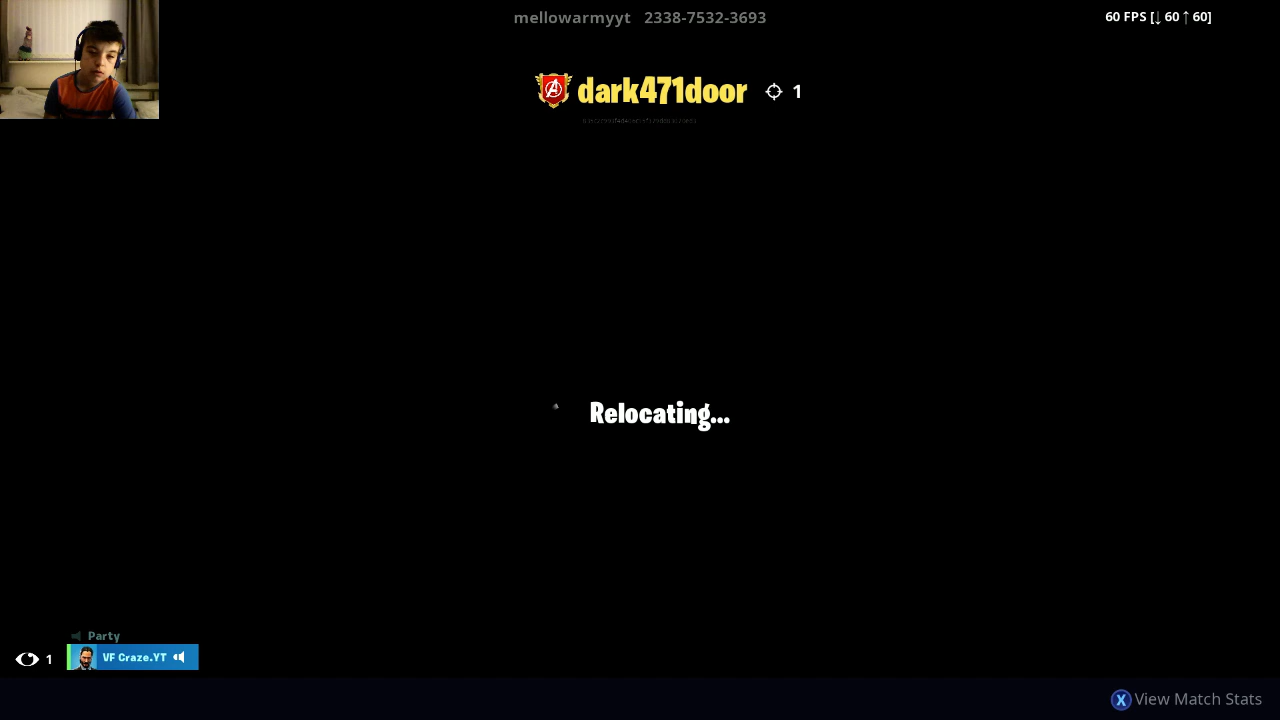 mellowarmyyt 2338-7532-3693
60 FPS [↓ 60 ↑ 60]
dark471door 1
Relocating...
Party
1 VF Craze.YT
X View Match Stats